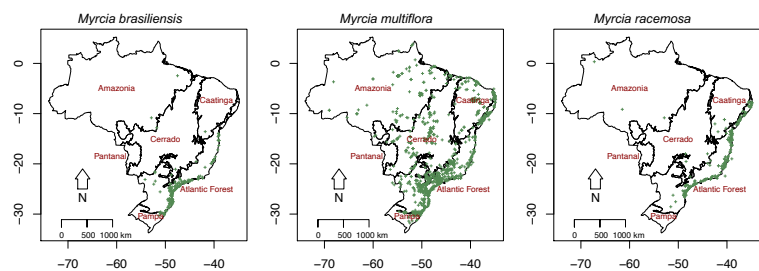 Myrcia brasiliensis
Myrcia multiflora
Myrcia racemosa
0
−10
−20
−30
Amazonia
Caatinga
Cerrado
Pantanal
Atlantic Forest
Pampa
N
0 500 1000 km
−70 −60 −50 −40
0
−10
−20
−30
Amazonia
Caatinga
Cerrado
Pantanal
Atlantic Forest
Pampa
N
0 500 1000 km
−70 −60 −50 −40
0
−10
−20
−30
Amazonia
Caatinga
Cerrado
Pantanal
Atlantic Forest
Pampa
N
0 500 1000 km
−70 −60 −50 −40